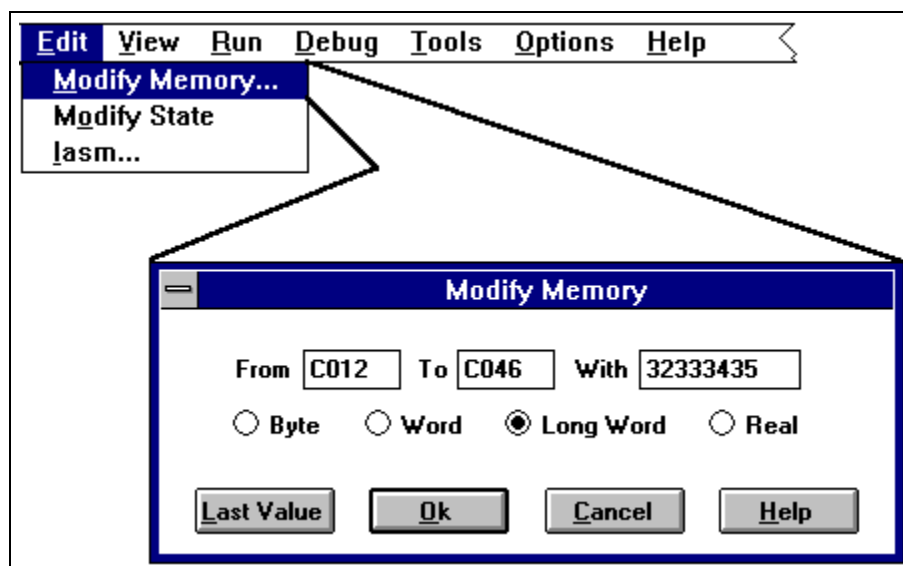 Edit View Run Debug Tools Options Help
Modify Memory...
Modify State
Iasm...
Modify Memory
From C012 To C046 With 32333435
Byte Word Long Word Real
Last Value Ok Cancel Help